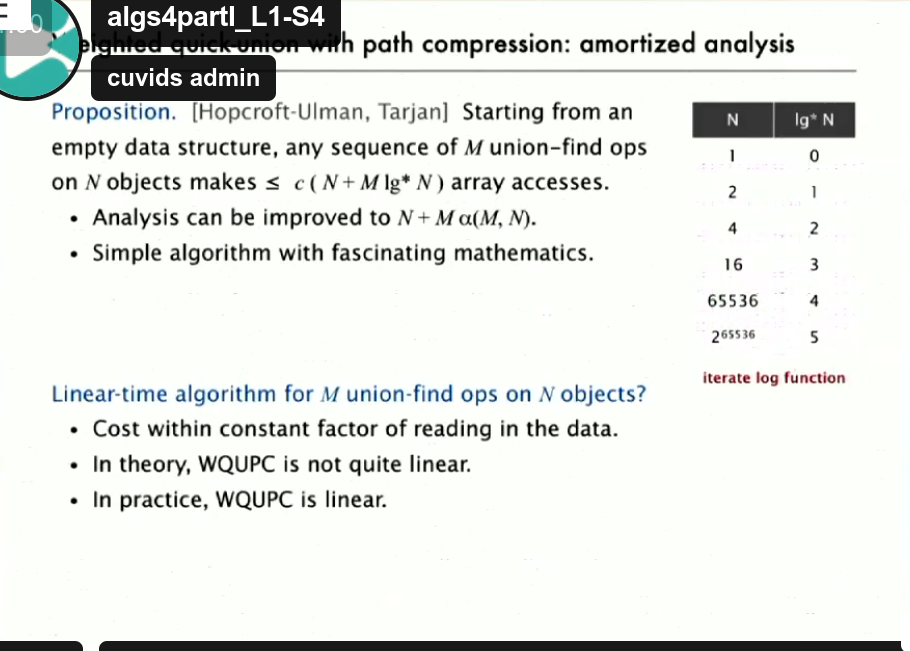 algs4partI_L1-S4
eighted quick-union with path compression: amortized analysis
cuvids admin
Proposition. [Hopcroft-Ulman, Tarjan] Starting from an
empty data structure, any sequence of M union–find ops
on N objects makes ≤ c ( N + M lg* N ) array accesses.
• Analysis can be improved to N + M α(M, N).
• Simple algorithm with fascinating mathematics.
N lg* N
1 0
2 1
4 2
16 3
65536 4
2^65536 5
iterate log function
Linear-time algorithm for M union-find ops on N objects?
• Cost within constant factor of reading in the data.
• In theory, WQUPC is not quite linear.
• In practice, WQUPC is linear.